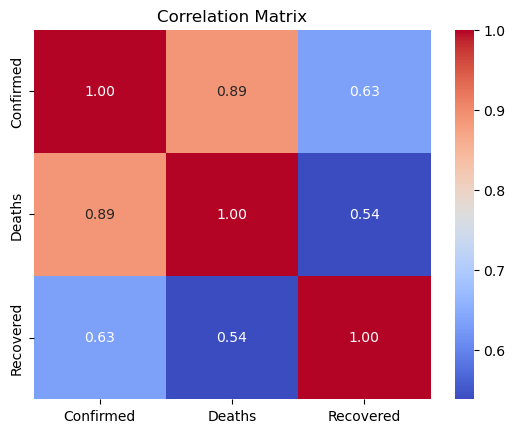 Correlation Matrix
Confirmed
1.00
0.89
0.63
Deaths
0.89
1.00
0.54
Recovered
0.63
0.54
1.00
Confirmed
Deaths
Recovered
1.0
0.9
0.8
0.7
0.6